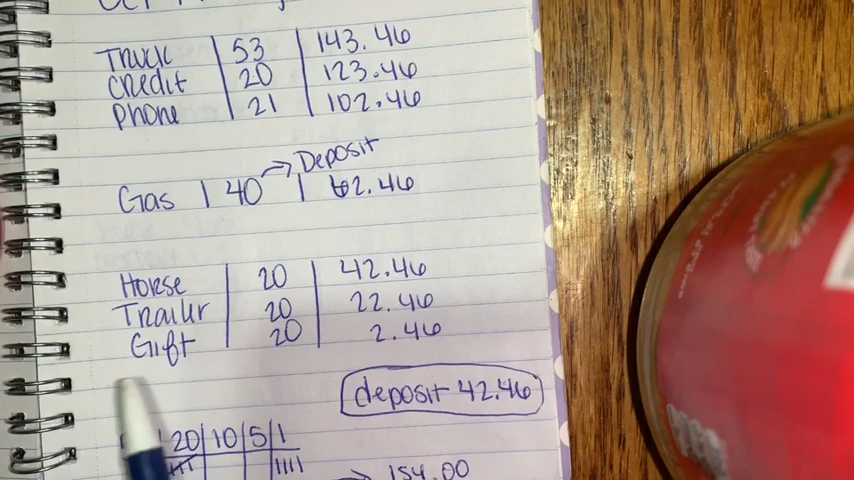 Truck | 53 | 143.46
Credit | 20 | 123.46
Phone | 21 | 102.46
Deposit
Gas | 40 | 62.46
Horse | 20 | 42.46
Trailer | 20 | 22.46
Gift | 20 | 2.46
deposit 42.46
20 | 10 | 5 | 1
154.00